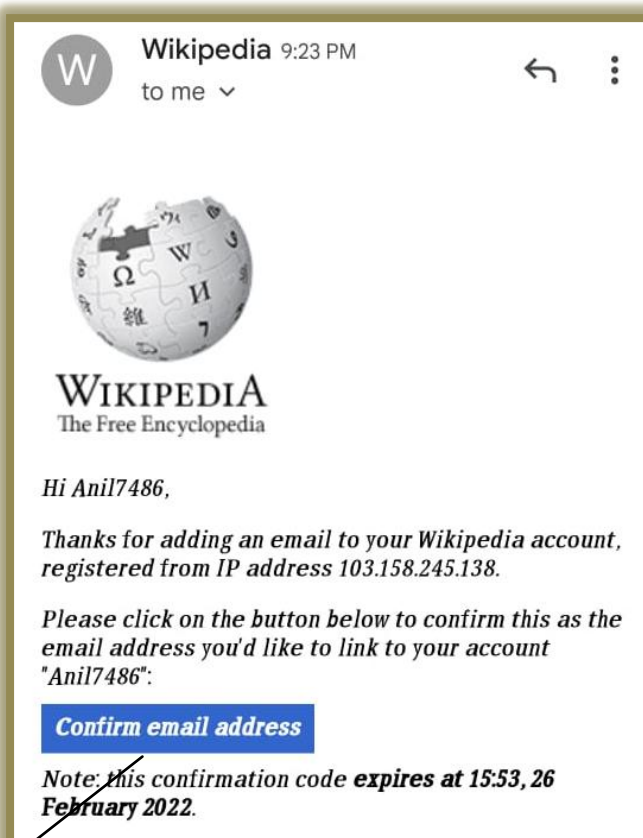 W
Wikipedia 9:23 PM
to me
Ω W И 維 7
WIKIPEDIA
The Free Encyclopedia
Hi Anil7486,
Thanks for adding an email to your Wikipedia account,
registered from IP address 103.158.245.138.
Please click on the button below to confirm this as the
email address you'd like to link to your account
"Anil7486":
Confirm email address
Note: this confirmation code expires at 15:53, 26
February 2022.